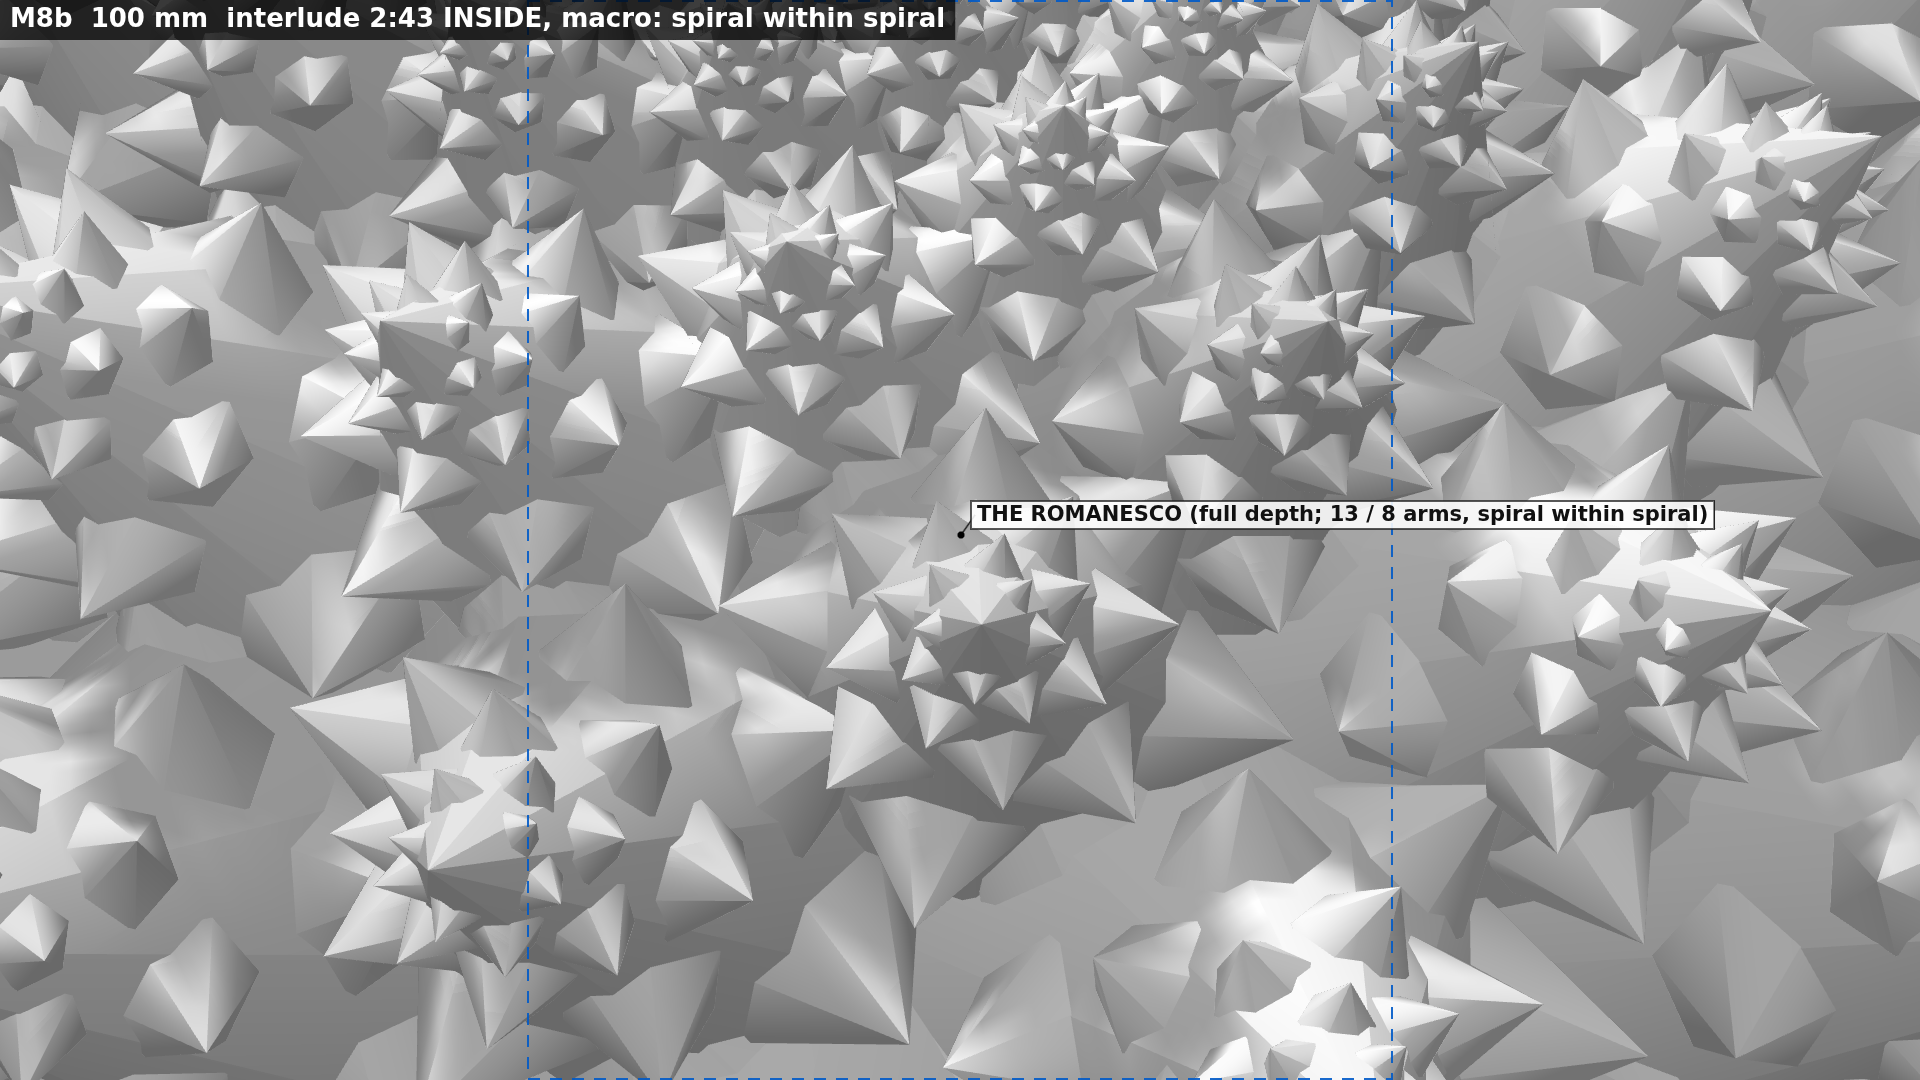 M8b  100 mm  interlude 2:43 INSIDE, macro: spiral within spiral
THE ROMANESCO (full depth; 13 / 8 arms, spiral within spiral)